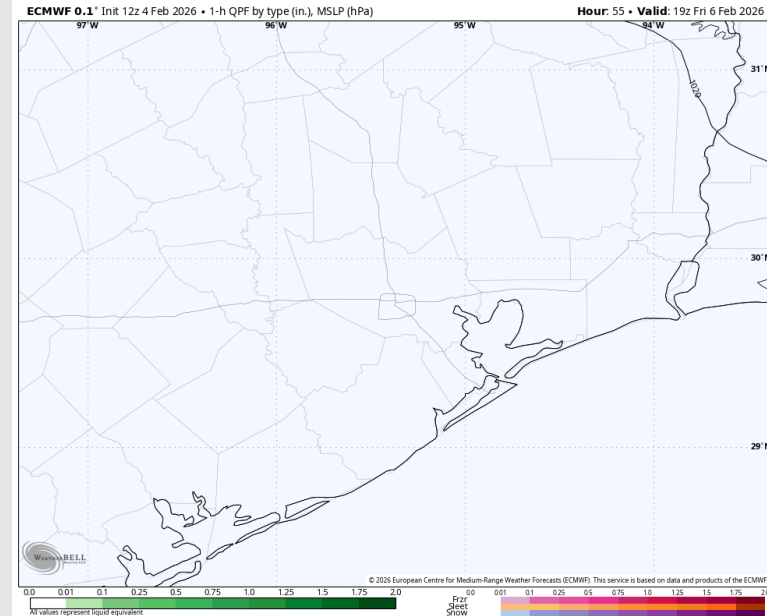 ECMWF 0.1° Init 12z 4 Feb 2026 • 1-h QPF by type (in.), MSLP (hPa) Hour: 55 • Valid: 19z Fri 6 Feb 2026
97°W 96°W 95°W 94°W
31°N
1020
30°N
29°N
WEATHERBELL
© 2026 European Centre for Medium-Range Weather Forecasts (ECMWF). This service is based on data and products of the ECMWF
0.0 0.01 0.1 0.25 0.5 0.75 1.0 1.25 1.5 1.75 2.0
0.0 0.01 0.1 0.25 0.5 0.75 1.0 1.25 1.5 1.75 2.0
Frzr
Sleet
Snow
All values represent liquid equivalent